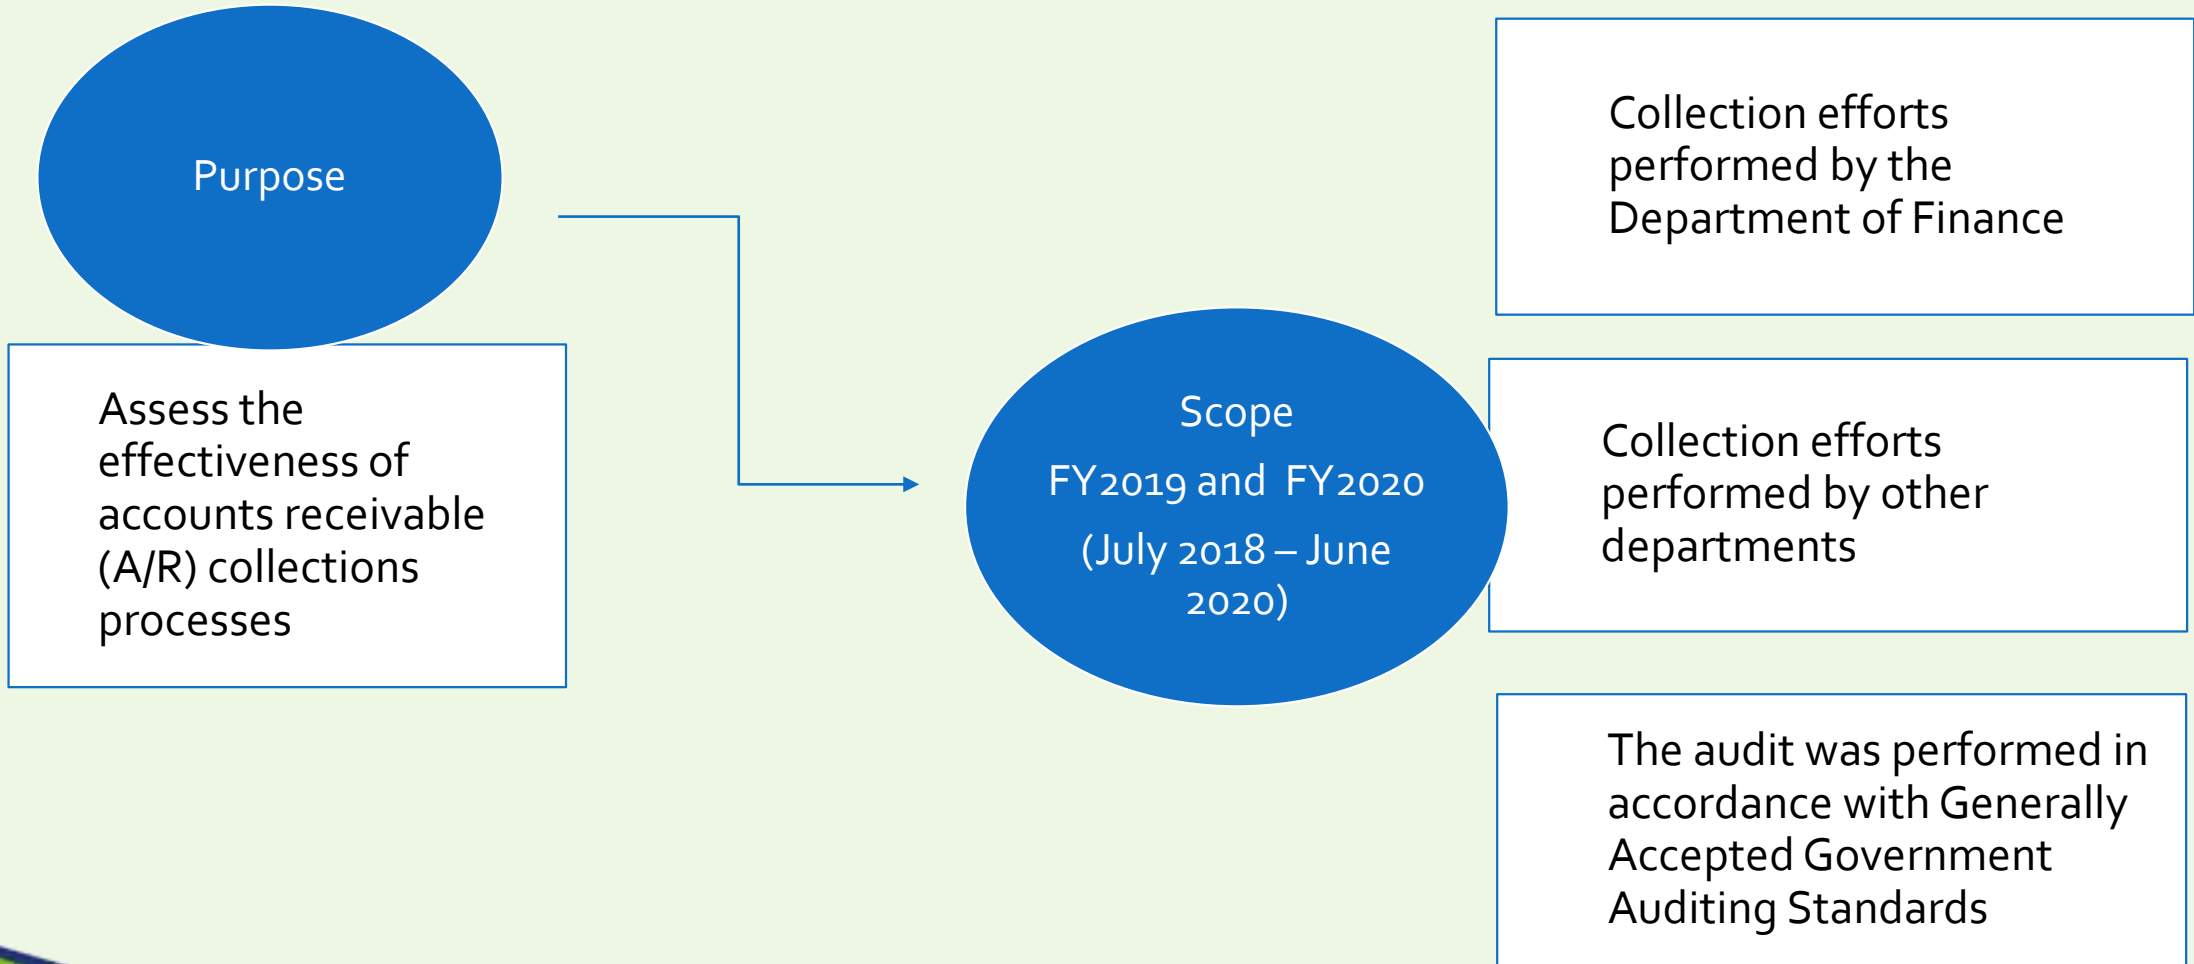 Purpose
Assess the
effectiveness of
accounts receivable
(A/R) collections
processes
Scope
FY2019 and FY2020
(July 2018 – June
2020)
Collection efforts
performed by the
Department of Finance
Collection efforts
performed by other
departments
The audit was performed in
accordance with Generally
Accepted Government
Auditing Standards